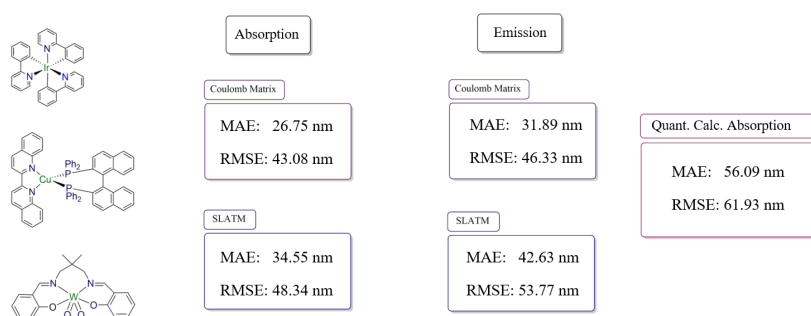 Absorption
Emission
Coulomb Matrix
MAE: 26.75 nm
RMSE: 43.08 nm
SLATM
MAE: 34.55 nm
RMSE: 48.34 nm
Coulomb Matrix
MAE: 31.89 nm
RMSE: 46.33 nm
SLATM
MAE: 42.63 nm
RMSE: 53.77 nm
Quant. Calc. Absorption
MAE: 56.09 nm
RMSE: 61.93 nm
N
Ir
N
N
N
Cu
N
Ph2
P
P
Ph2
N
N
W
O
O
O
O